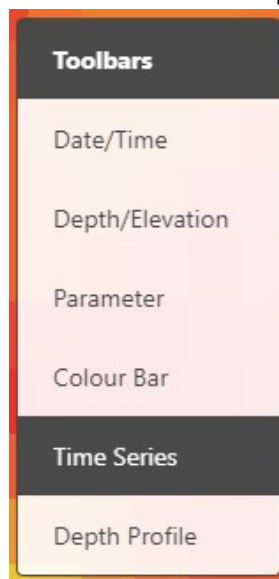 Toolbars
Date/Time
Depth/Elevation
Parameter
Colour Bar
Time Series
Depth Profile